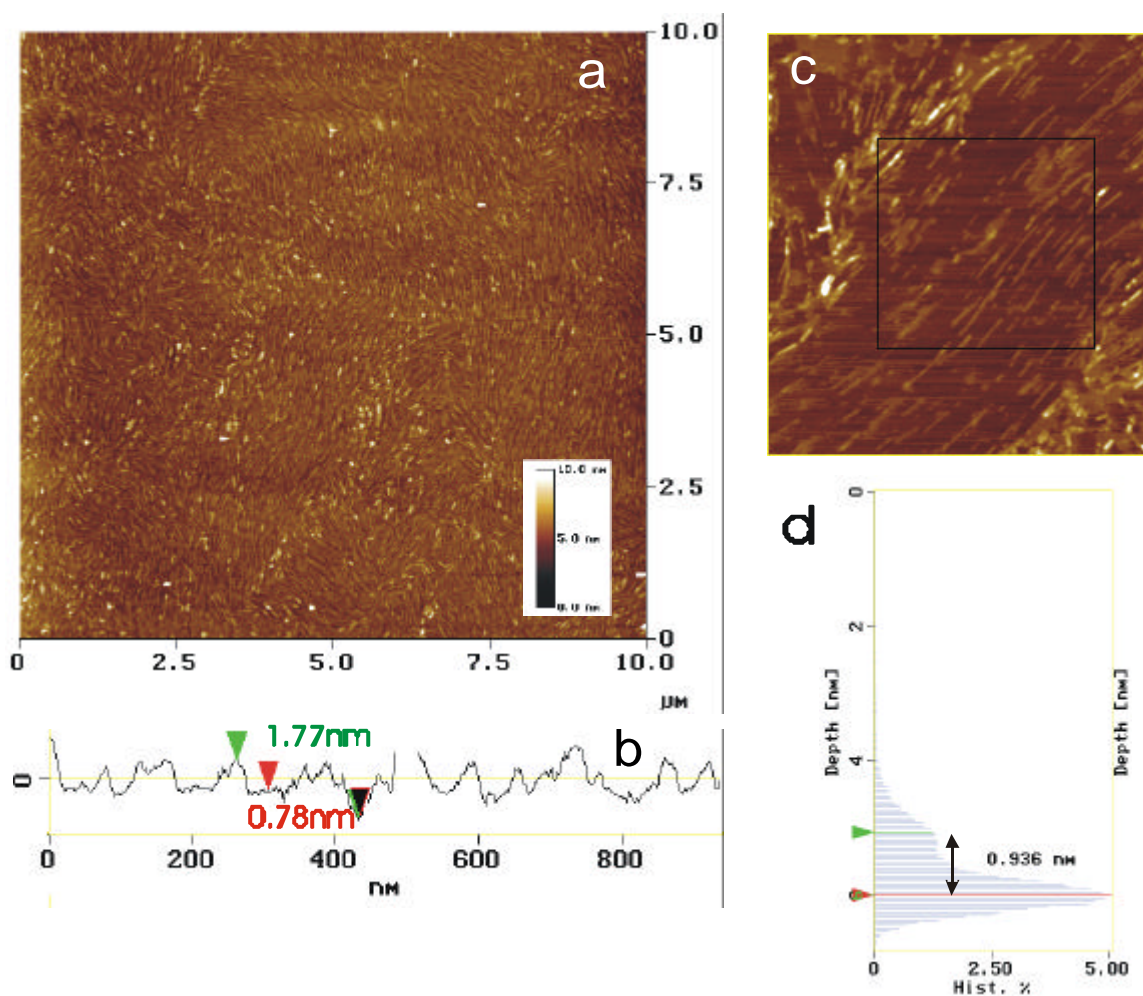 a
10.0
7.5
5.0
2.5
0
10.0 nm
5.0 nm
0.0 nm
0 2.5 5.0 7.5 10.0
μm
b
1.77nm
0
0.78nm
0 200 400 600 800
nm
c
d
0
2
4
Depth [nm]
Depth [nm]
0.936 nm
0 2.50 5.00
Hist. %